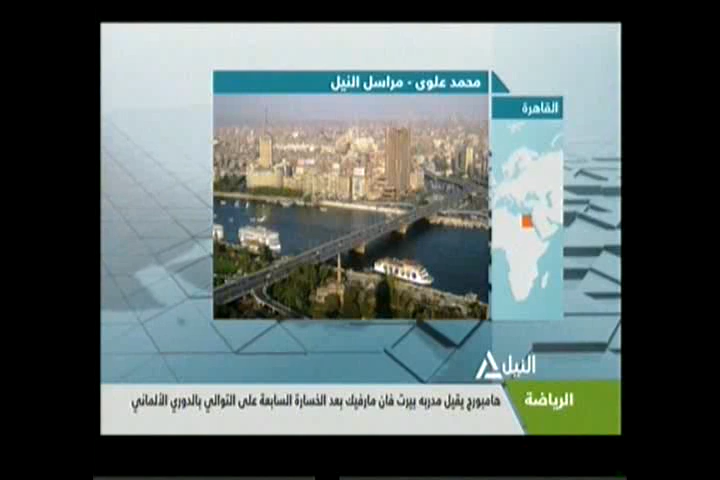 محمد علوى - مراسل النيل
القاهرة
النيل
الرياضة
هامبورج يقيل مدربه بيرت فان مارفيك بعد الخسارة السابعة على التوالي بالدوري الألماني